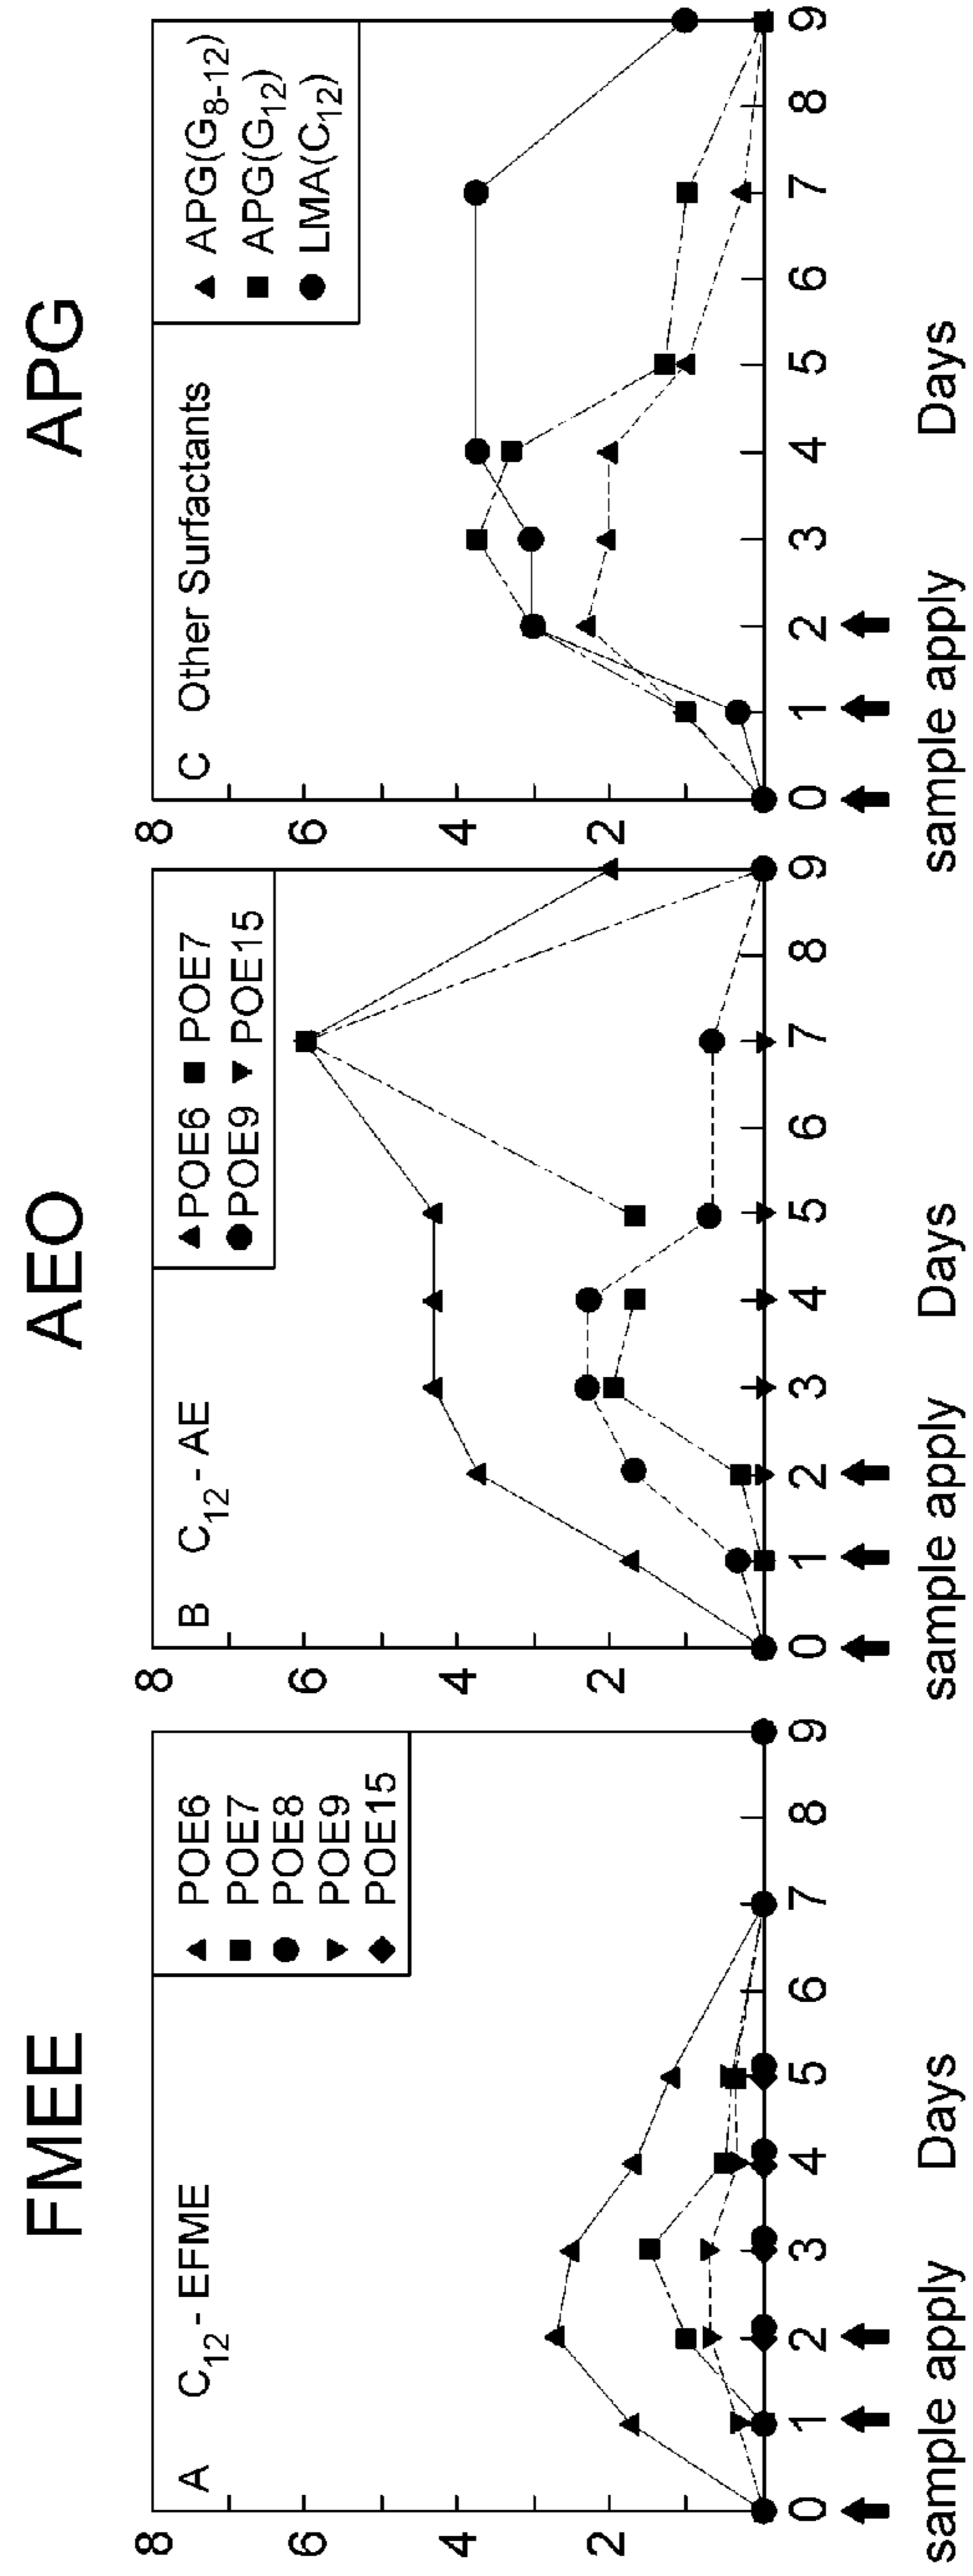 FMEE
A C12- EFME
POE6
POE7
POE8
POE9
POE15
8
6
4
2
0 1 2 3 4 5 6 7 8 9
sample apply Days
AEO
B C12- AE
POE6 POE7
POE9 POE15
8
6
4
2
0 1 2 3 4 5 6 7 8 9
sample apply Days
APG
C Other Surfactants
APG(G8-12)
APG(G12)
LMA(C12)
8
6
4
2
0 1 2 3 4 5 6 7 8 9
sample apply Days